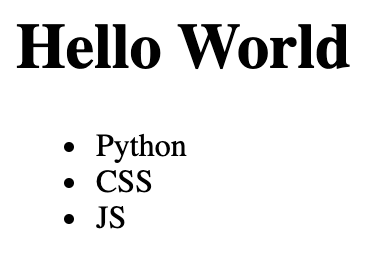 Hello World
• Python
• CSS
• JS